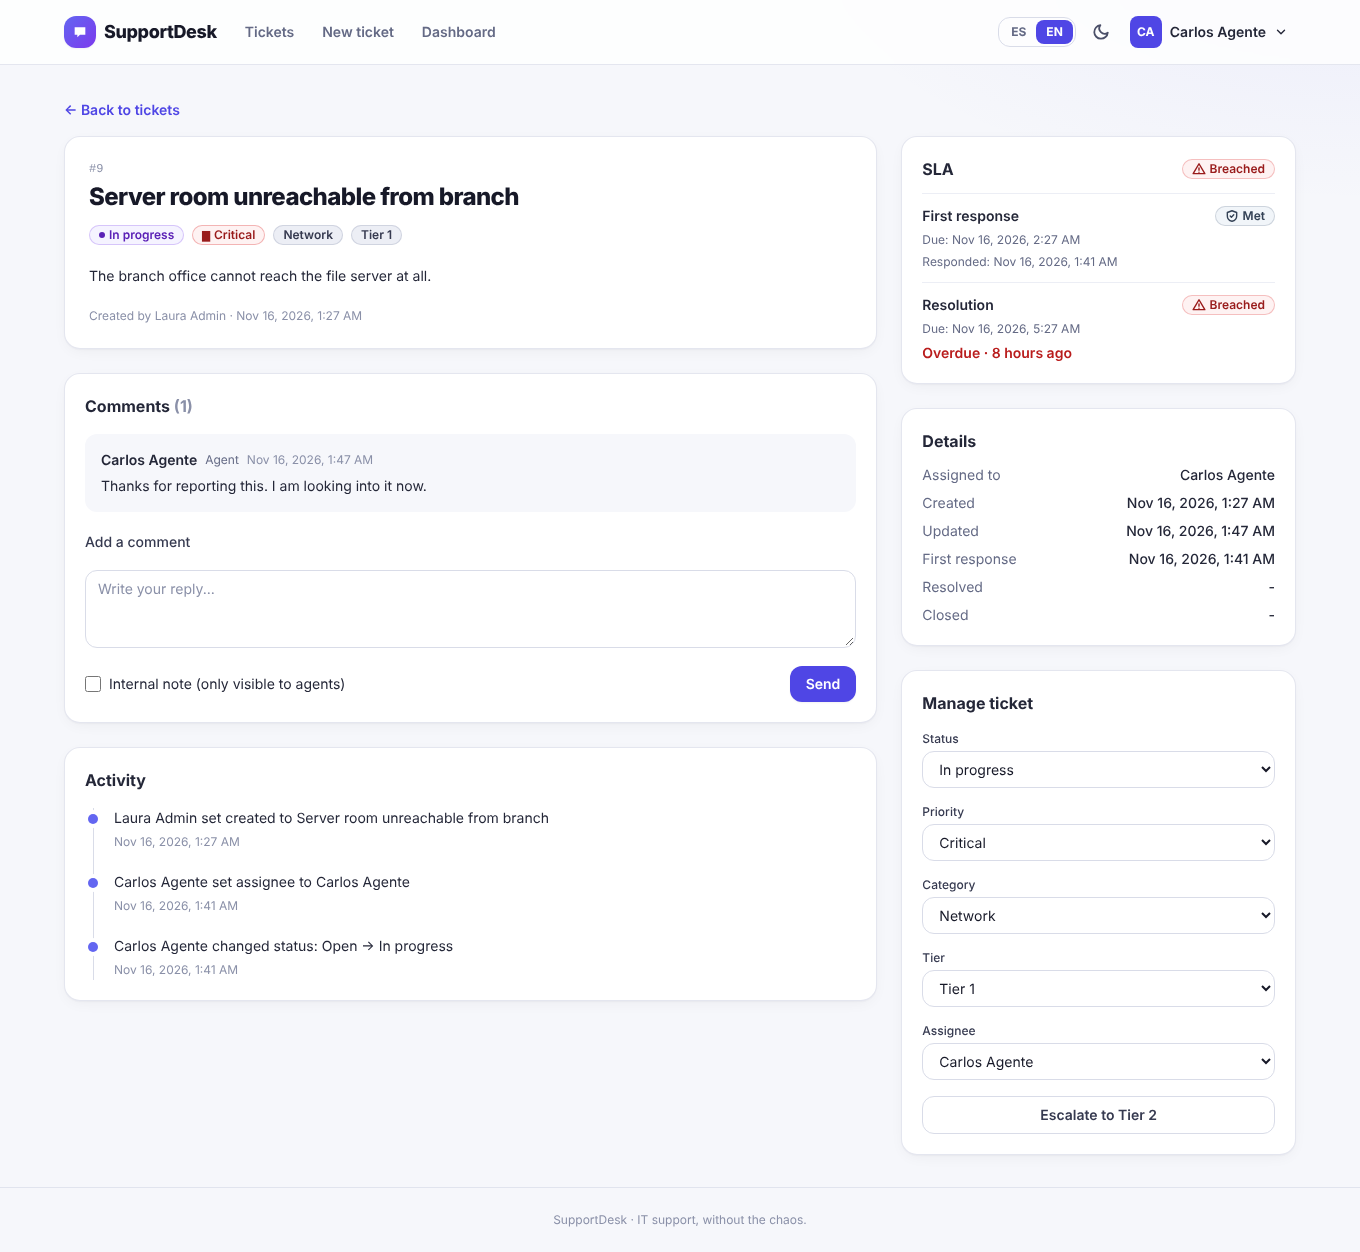 SupportDesk
Tickets
New ticket
Dashboard
ES
EN
CA
Carlos Agente
← Back to tickets
#9
Server room unreachable from branch
In progress
Critical
Network
Tier 1
The branch office cannot reach the file server at all.
Created by Laura Admin · Nov 16, 2026, 1:27 AM
Comments (1)
Carlos Agente Agent Nov 16, 2026, 1:47 AM
Thanks for reporting this. I am looking into it now.
Add a comment
Write your reply...
Internal note (only visible to agents)
Send
Activity
Laura Admin set created to Server room unreachable from branch
Nov 16, 2026, 1:27 AM
Carlos Agente set assignee to Carlos Agente
Nov 16, 2026, 1:41 AM
Carlos Agente changed status: Open → In progress
Nov 16, 2026, 1:41 AM
SLA
Breached
First response
Met
Due: Nov 16, 2026, 2:27 AM
Responded: Nov 16, 2026, 1:41 AM
Resolution
Breached
Due: Nov 16, 2026, 5:27 AM
Overdue · 8 hours ago
Details
Assigned to Carlos Agente
Created Nov 16, 2026, 1:27 AM
Updated Nov 16, 2026, 1:47 AM
First response Nov 16, 2026, 1:41 AM
Resolved -
Closed -
Manage ticket
Status
In progress
Priority
Critical
Category
Network
Tier
Tier 1
Assignee
Carlos Agente
Escalate to Tier 2
SupportDesk · IT support, without the chaos.